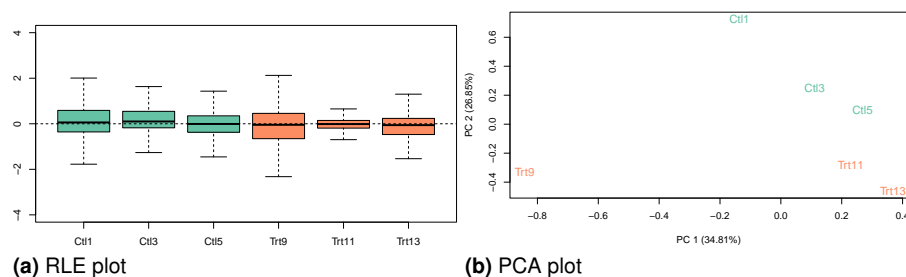 4
2
0
−2
−4
Ctl1 Ctl3 Ctl5 Trt9 Trt11 Trt13
(a) RLE plot
PC 2 (26.85%)
0.6
0.4
0.2
0.0
−0.2
−0.4
Ctl1
Ctl3
Ctl5
Trt11
Trt9
Trt13
−0.8 −0.6 −0.4 −0.2 0.0 0.2 0.4
PC 1 (34.81%)
(b) PCA plot